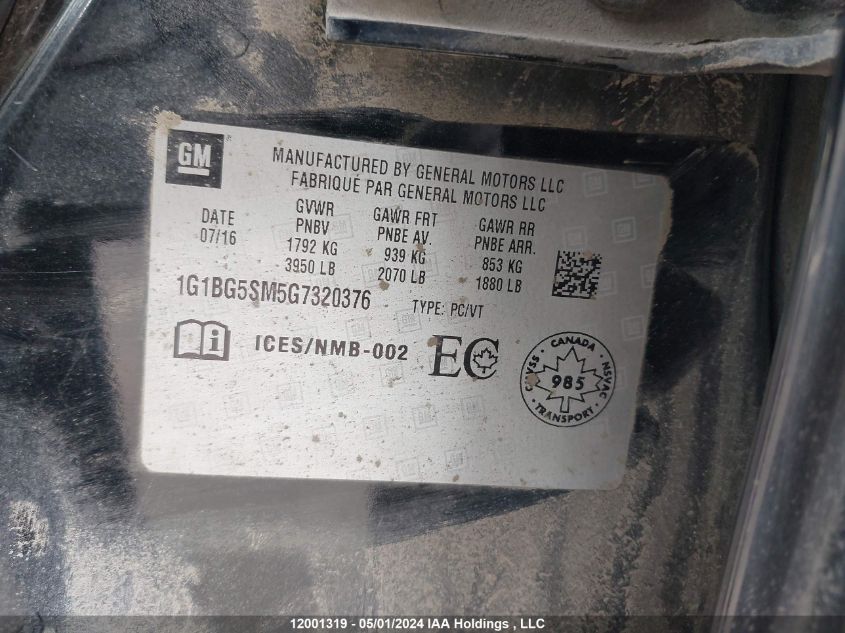 GM ®
MANUFACTURED BY GENERAL MOTORS LLC
FABRIQUÉ PAR GENERAL MOTORS LLC
DATE
07/16
GVWR
PNBV
1792 KG
3950 LB
GAWR FRT
PNBE AV.
939 KG
2070 LB
GAWR RR
PNBE ARR.
853 KG
1880 LB
1G1BG5SM5G7320376
TYPE: PC/VT
ICES/NMB-002
EC
CANADA
NSVAC
TRANSPORT
985
12001319 - 05/01/2024 IAA Holdings , LLC